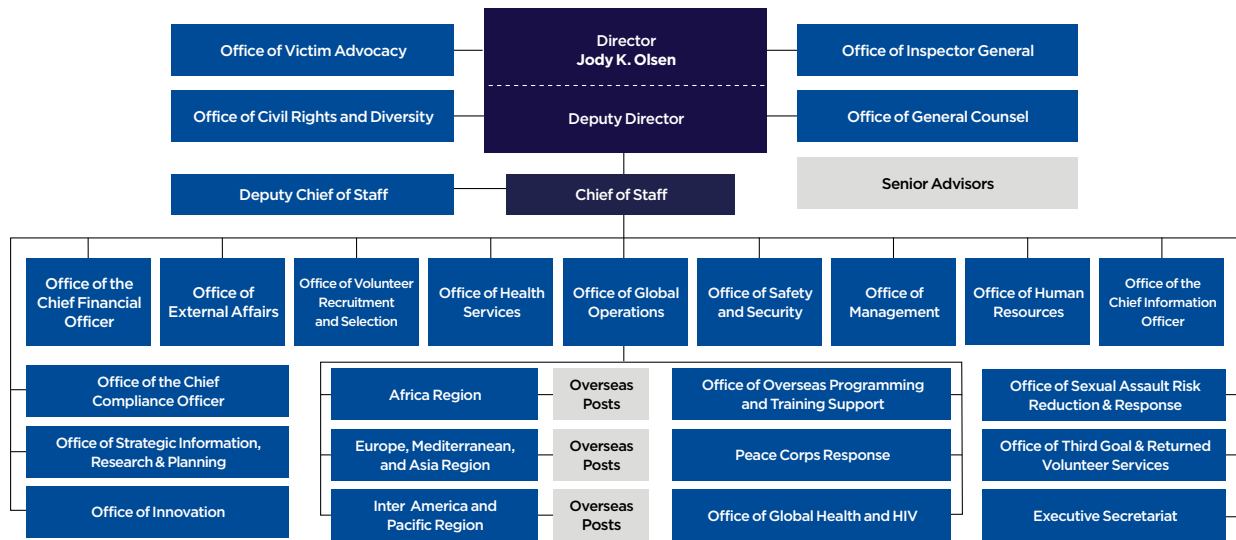 Office of Victim Advocacy
Director
Jody K. Olsen
Office of Inspector General
Office of Civil Rights and Diversity
Deputy Director
Office of General Counsel
Deputy Chief of Staff
Chief of Staff
Senior Advisors
Office of the
Chief Financial
Officer
Office of
External Affairs
Office of Volunteer
Recruitment
and Selection
Office of Health
Services
Office of Global
Operations
Office of Safety
and Security
Office of
Management
Office of Human
Resources
Office of the
Chief Information
Officer
Office of the Chief
Compliance Officer
Africa Region
Overseas
Posts
Office of Overseas Programming
and Training Support
Office of Sexual Assault Risk
Reduction & Response
Office of Strategic Information,
Research & Planning
Europe, Mediterranean,
and Asia Region
Overseas
Posts
Peace Corps Response
Office of Third Goal & Returned
Volunteer Services
Office of Innovation
Inter America and
Pacific Region
Overseas
Posts
Office of Global Health and HIV
Executive Secretariat